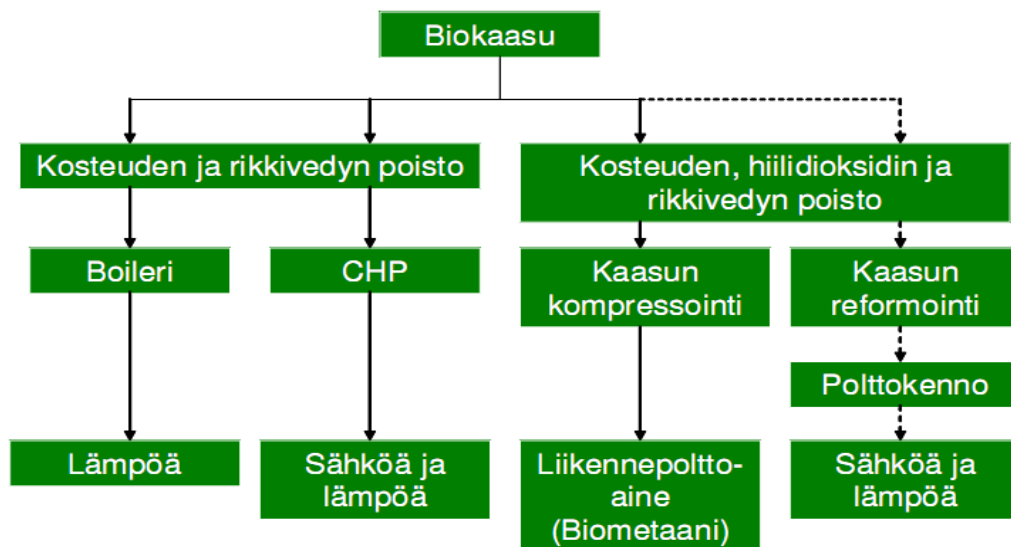 Biokaasu
Kosteuden ja rikkivedyn poisto
Kosteuden, hiilidioksidin ja
rikkivedyn poisto
Boileri
CHP
Kaasun
kompressointi
Kaasun
reformointi
Polttokenno
Lämpöä
Sähköä ja
lämpöä
Liikennepoltto-
aine
(Biometaani)
Sähköä ja
lämpöä